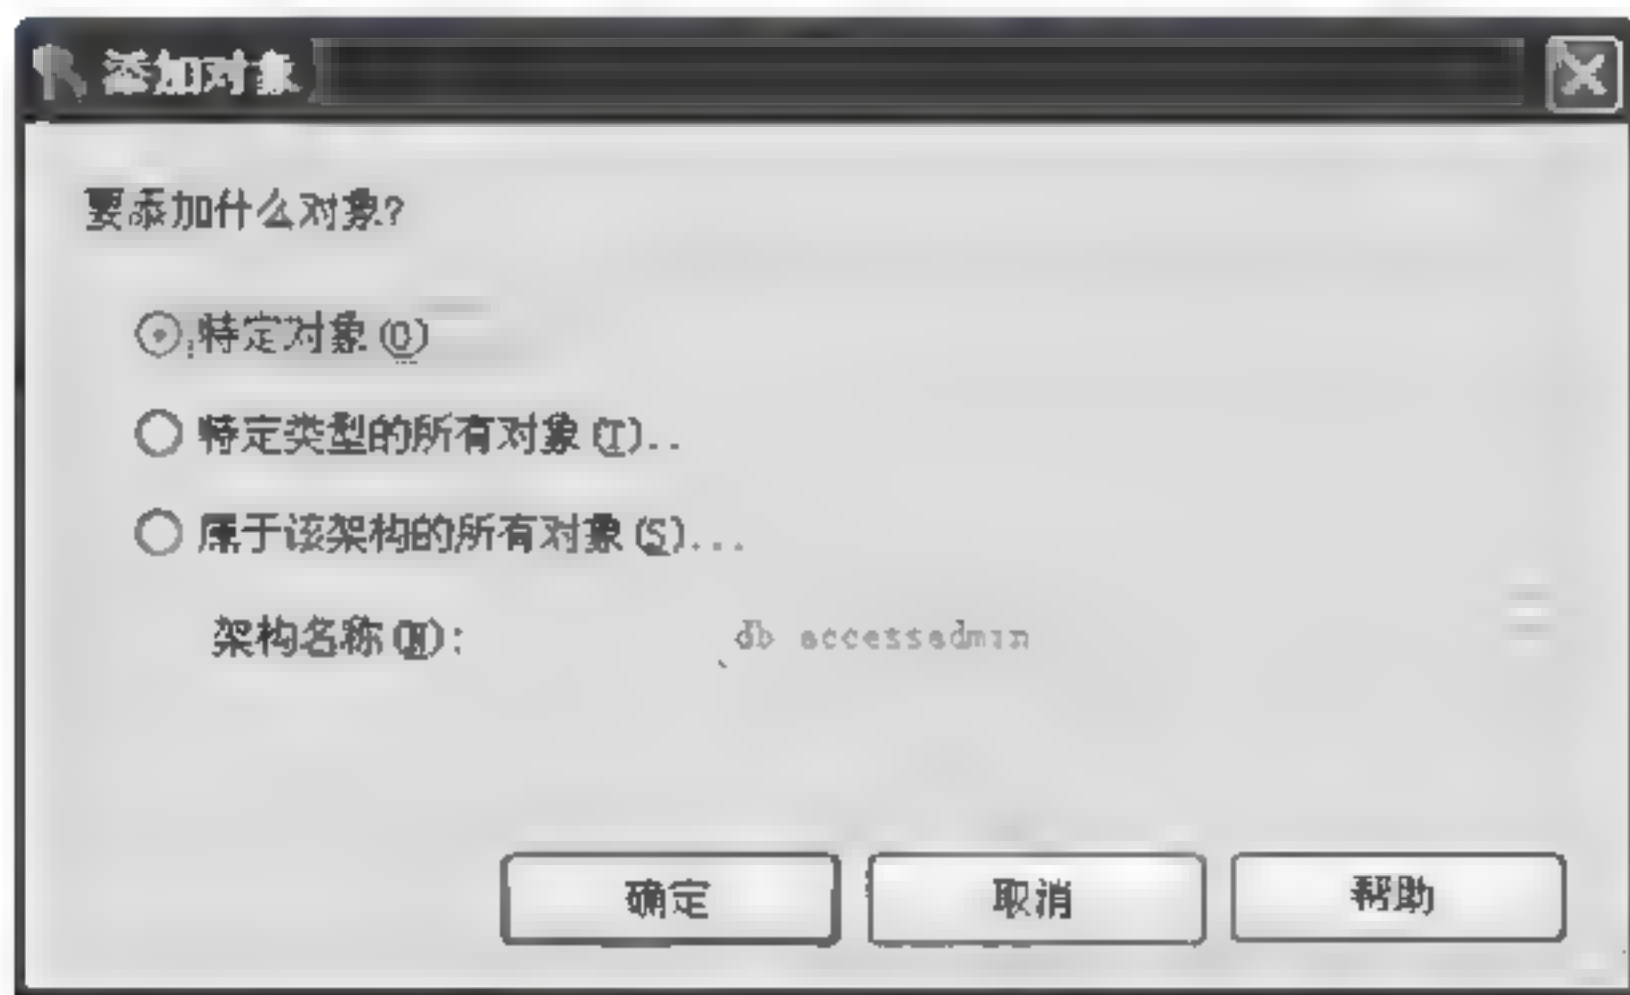 添加对象
要添加什么对象?
特定对象(O)
特定类型的所有对象(T)..
属于该架构的所有对象(S)...
架构名称(N):
db accessadmin
确定
取消
帮助